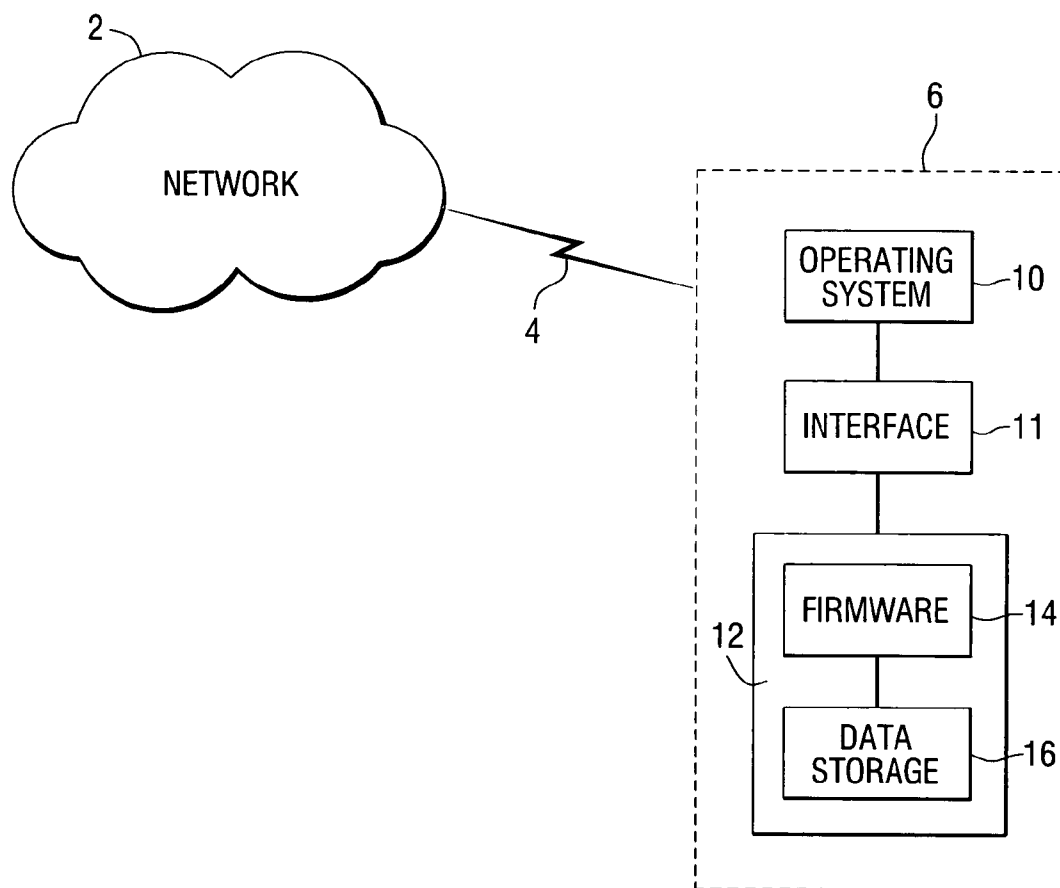 2
NETWORK
4
6
OPERATING
SYSTEM
10
INTERFACE
11
12
FIRMWARE
14
DATA
STORAGE
16